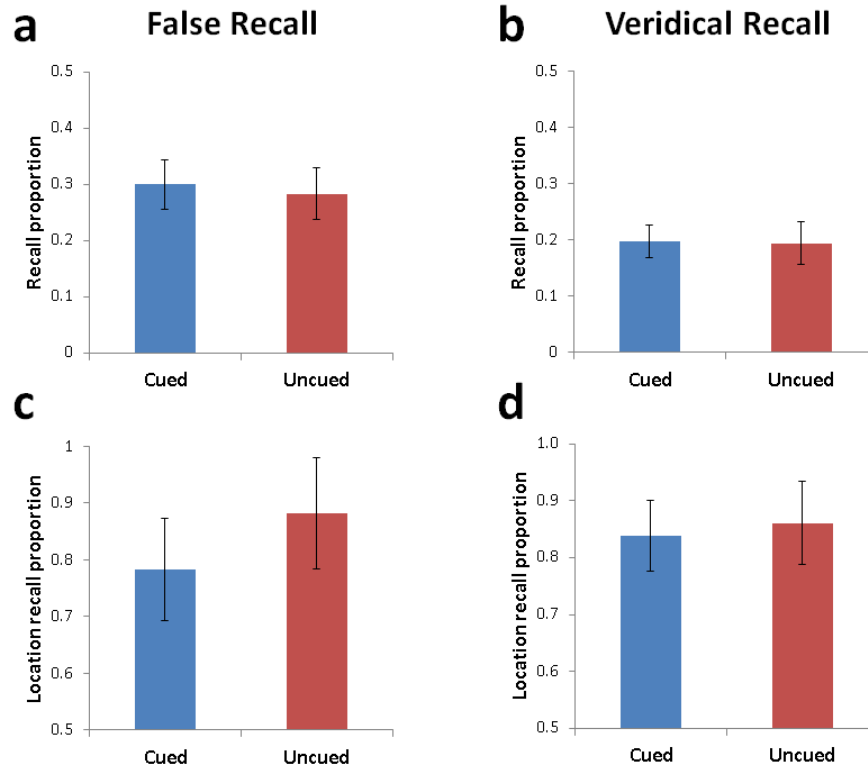 a False Recall
b Veridical Recall
Recall proportion
0.5
0.4
0.3
0.2
0.1
0
Cued Uncued
Recall proportion
0.5
0.4
0.3
0.2
0.1
0
Cued Uncued
c
Location recall proportion
1
0.9
0.8
0.7
0.6
0.5
Cued Uncued
d
Location recall proportion
1.0
0.9
0.8
0.7
0.6
0.5
Cued Uncued